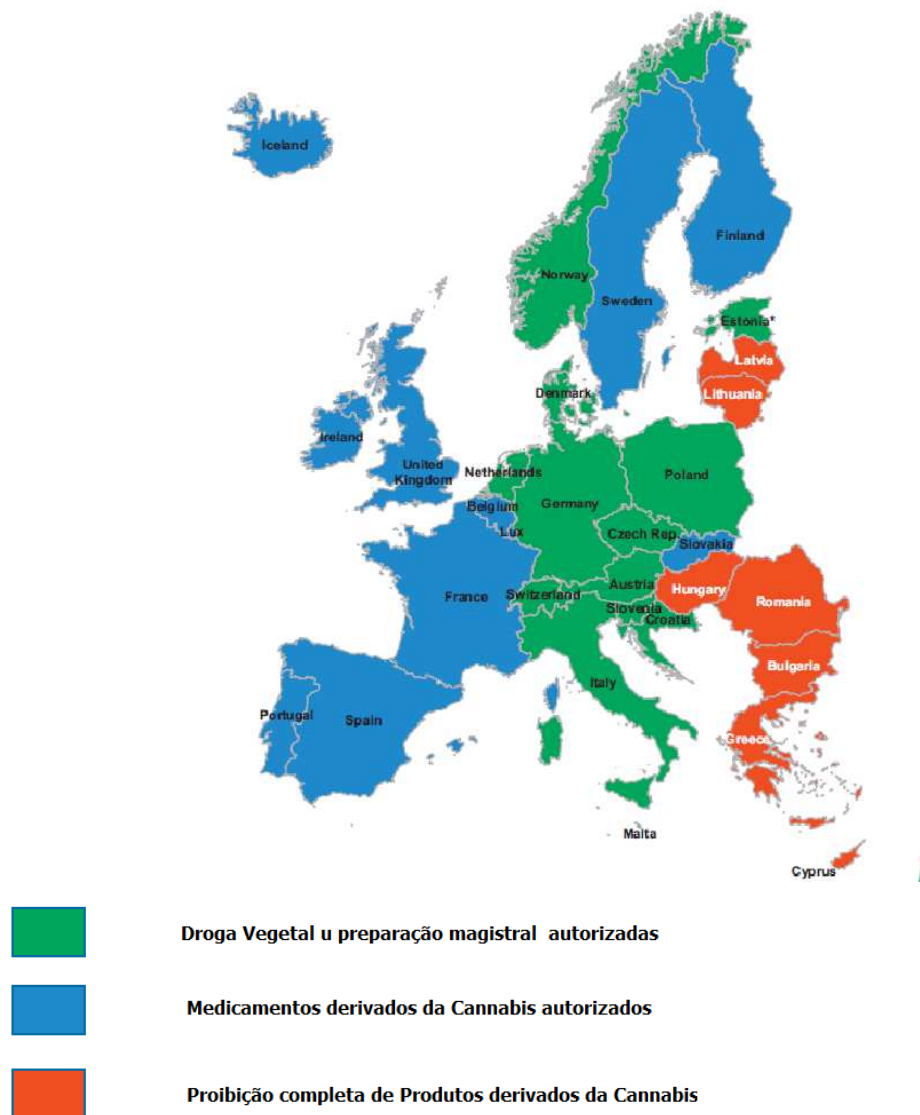 Iceland
Finland
Norway
Sweden
Estonia*
Latvia
Denmark
Lithuania
Ireland
United
Kingdom
Netherlands
Poland
Germany
Belgium
Lux
Czech Rep.
Slovakia
France
Austria
Hungary
Switzerland
Romania
Slovenia
Croatia
Bulgaria
Italy
Portugal
Spain
Greece
Malta
Cyprus
Droga Vegetal u preparação magistral autorizadas
Medicamentos derivados da Cannabis autorizados
Proibição completa de Produtos derivados da Cannabis